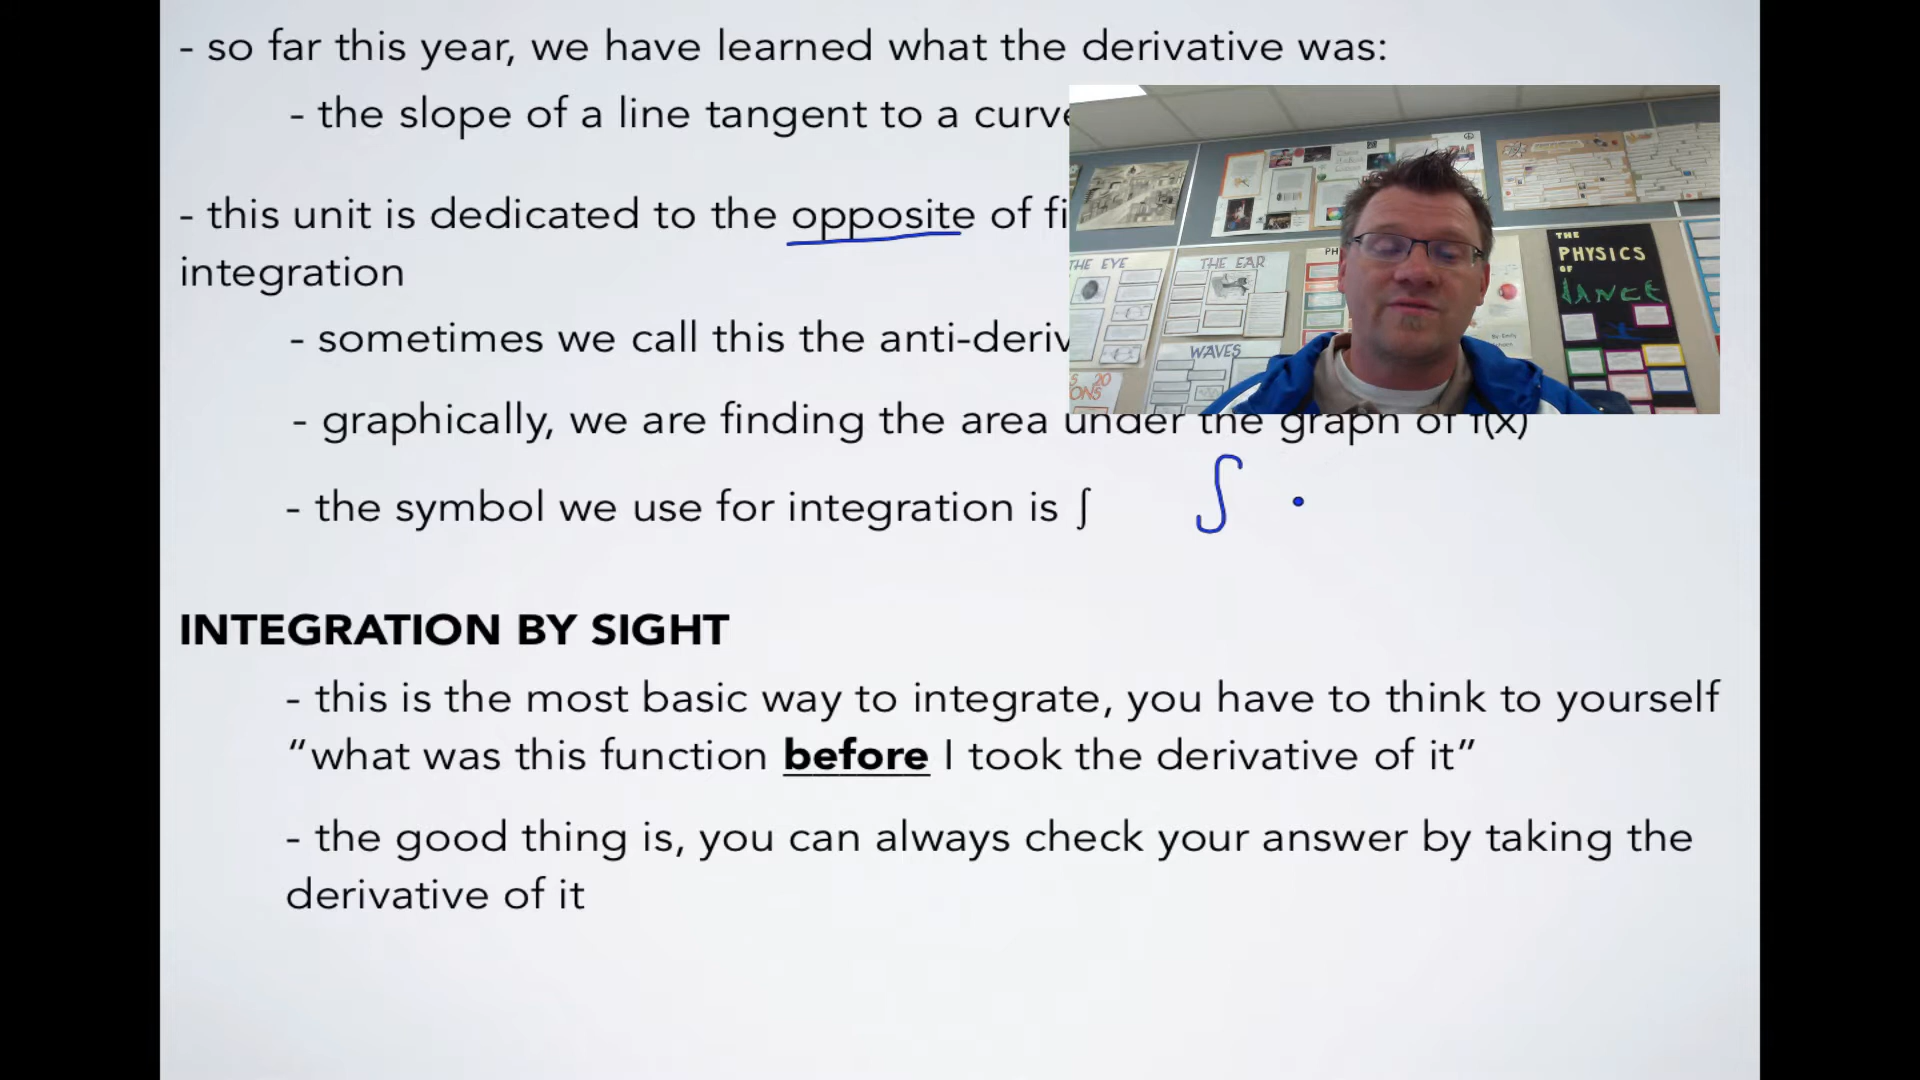 - so far this year, we have learned what the derivative was:
- the slope of a line tangent to a curve
- this unit is dedicated to the opposite of
integration
- sometimes we call this the
- graphically, we are finding the area under the graph of f(x)
- the symbol we use for integration is ∫ ∫
INTEGRATION BY SIGHT
- this is the most basic way to integrate, you have to think to yourself
“what was this function before I took the derivative of it”
- the good thing is, you can always check your answer by taking the
derivative of it
THE EYE
THE EAR
WAVES
THE
PHYSICS
OF
DANCE